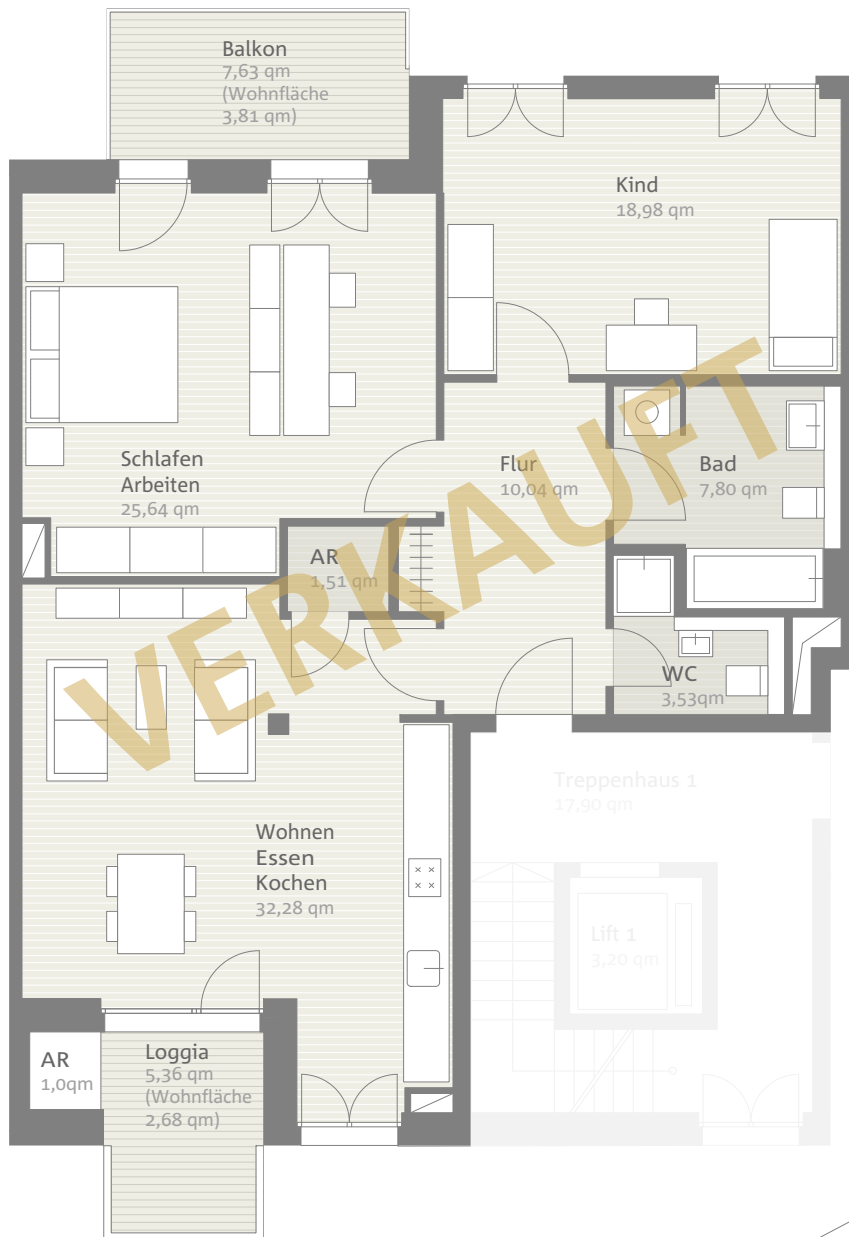 Balkon
7,63 qm
(Wohnfläche
3,81 qm)
Kind
18,98 qm
Schlafen
Arbeiten
25,64 qm
Flur
10,04 qm
Bad
7,80 qm
AR
1,51 qm
VERKAUFT
WC
3,53qm
Treppenhaus 1
17,90 qm
Wohnen
Essen
Kochen
32,28 qm
Lift 1
3,20 qm
AR
1,0qm
Loggia
5,36 qm
(Wohnfläche
2,68 qm)